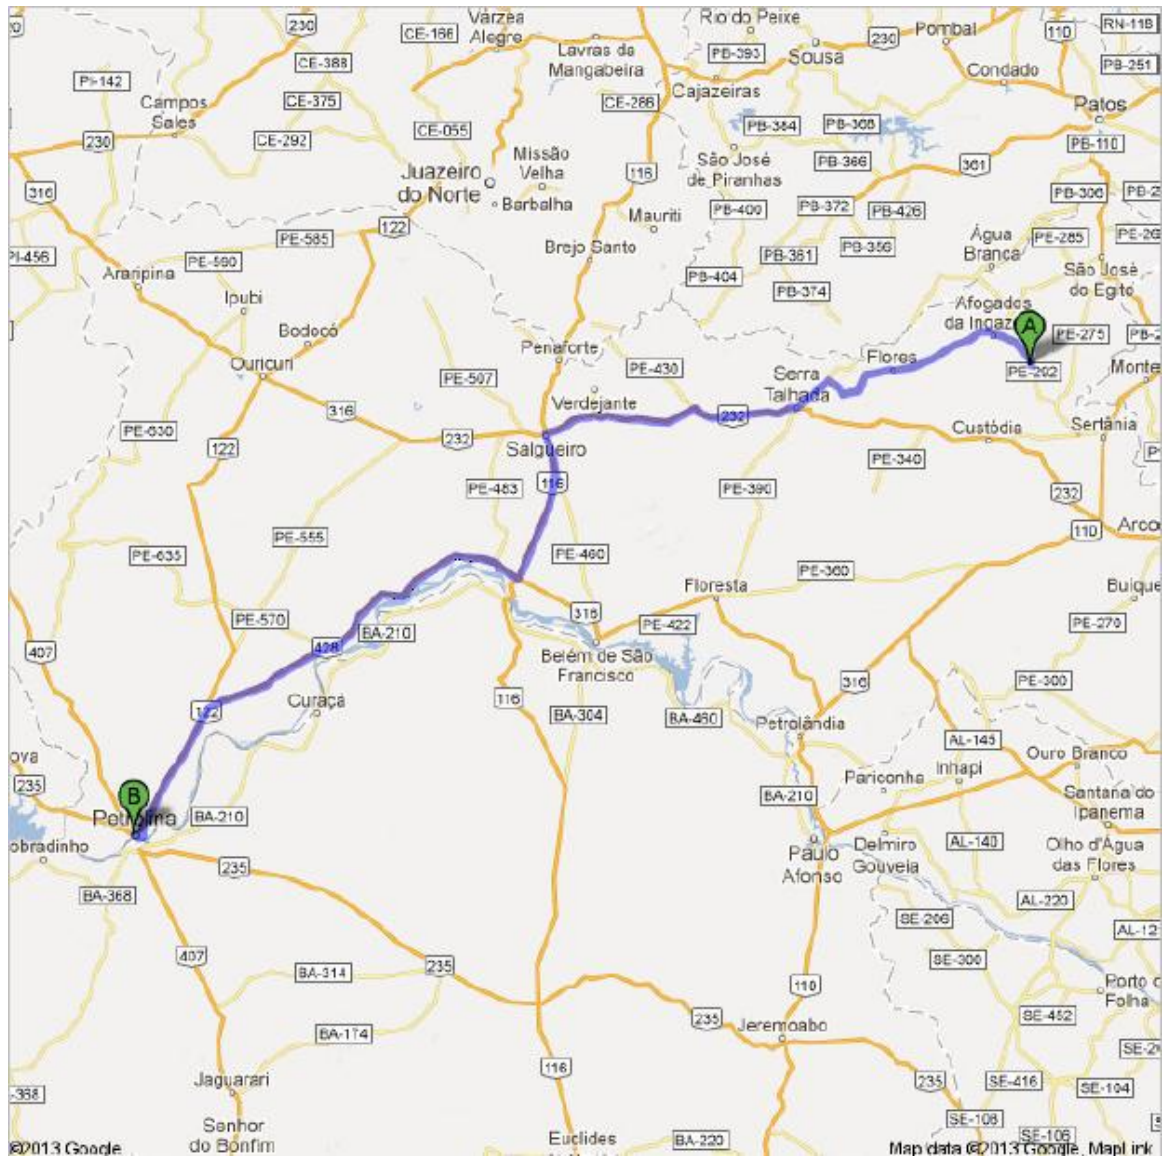 230
CE-166
Várzea
Alegre
Lavras da
Mangabeira
Rio do Peixe
PB-393
Sousa
230
Pombal
110
RN-118
PI-142
CE-388
CE-375
Cajazeiras
Condado
PB-251
Campos
Sales
CE-286
Patos
230
CE-292
CE-055
PB-384
PB-368
PB-110
Missão
Velha
São José
de Piranhas
PB-366
361
Juazeiro
do Norte
116
316
Barbalha
Mauriti
PB-400
PB-372
PB-426
PB-306
122
PE-585
Brejo Santo
PB-356
Água
Branca
PE-285
PI-456
PE-590
PB-361
São José
do Egito
Araripina
PB-404
PB-374
Ipubi
Afogados
da Ingaz
A
PE-275
Bodocó
Penaforte
Flores
PE-430
PE-202
Monte
Ouricuri
PE-507
Serra
Talhada
Verdejante
316
232
232
Salgueiro
Custódia
Sertânia
PE-630
122
PE-340
PE-483
116
PE-390
232
PE-555
110
Arco
PE-635
PE-460
PE-360
Floresta
Buique
PE-570
316
PE-422
PE-270
BA-210
428
407
Belém de São
Francisco
Curaçá
116
316
PE-300
122
BA-304
BA-460
Petrolândia
AL-145
ova
Ouro Branco
235
B
Pariconha
Inhapi
Petrolina
BA-210
BA-210
Santana do
Ipanema
obradinho
Paulo
Afonso
Delmiro
Gouveia
AL-140
Olho d'Água
das Flores
235
BA-368
AL-220
SE-206
AL-12
407
235
SE-300
BA-314
110
Porto
Folha
235
SE-452
BA-174
Jeremoabo
SE-2
116
Jaguarari
235
SE-416
SE-104
-368
SE-106
Senhor
do Bonfim
Euclides
BA-220
SE-106
©2013 Google
Map data ©2013 Google, MapLink